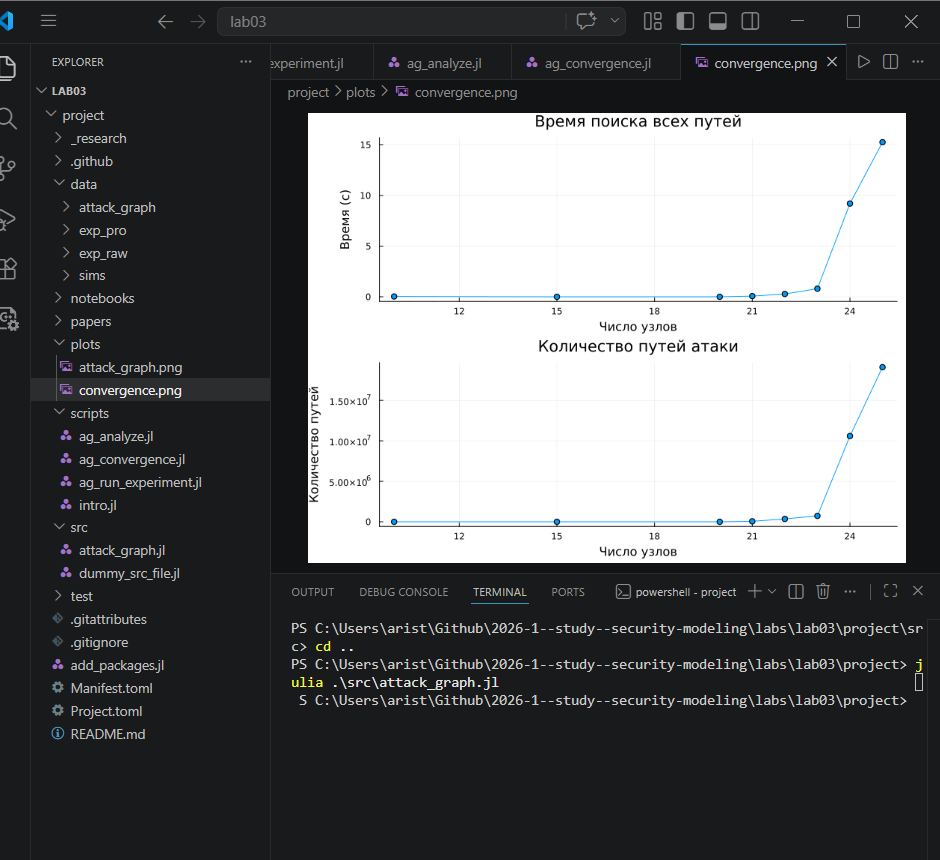 lab03
EXPLORER
LAB03
project
_research
.github
data
attack_graph
exp_pro
exp_raw
sims
notebooks
papers
plots
attack_graph.png
convergence.png
scripts
ag_analyze.jl
ag_convergence.jl
ag_run_experiment.jl
intro.jl
src
attack_graph.jl
dummy_src_file.jl
test
.gitattributes
.gitignore
add_packages.jl
Manifest.toml
Project.toml
README.md
experiment.jl ag_analyze.jl ag_convergence.jl convergence.png
project > plots > convergence.png
Время поиска всех путей
Время (с)
15
10
5
0
12 15 18 21 24
Число узлов
Количество путей атаки
Количество путей
1.50×10⁷
1.00×10⁷
5.00×10⁶
0
12 15 18 21 24
Число узлов
OUTPUT DEBUG CONSOLE TERMINAL PORTS powershell - project
PS C:\Users\arist\Github\2026-1--study--security-modeling\labs\lab03\project\sr
c> cd ..
PS C:\Users\arist\Github\2026-1--study--security-modeling\labs\lab03\project> j
ulia .\src\attack_graph.jl
S C:\Users\arist\Github\2026-1--study--security-modeling\labs\lab03\project>